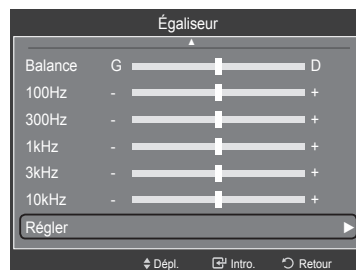 Égaliseur
Balance G D
100Hz - +
300Hz - +
1kHz - +
3kHz - +
10kHz - +
Régler
Dépl. Intro. Retour